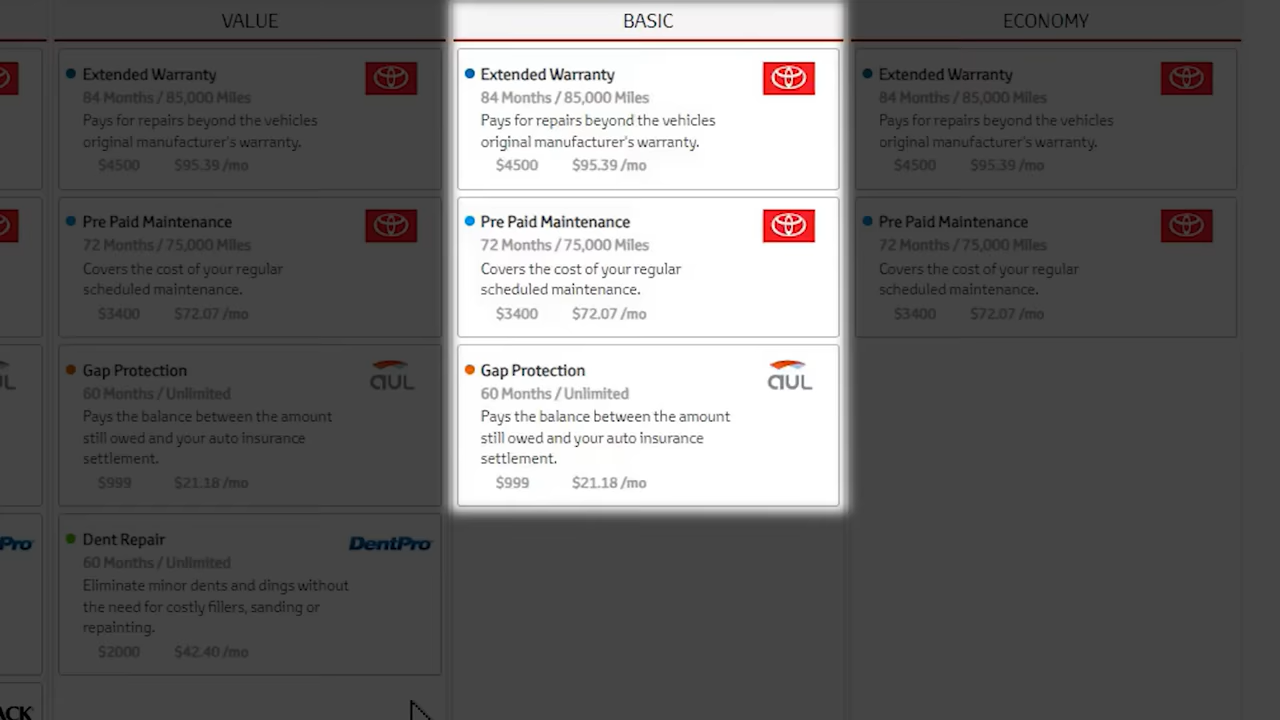 VALUE
Extended Warranty
84 Months / 85,000 Miles
Pays for repairs beyond the vehicles
original manufacturer's warranty.
$4500 $95.39 /mo
Pre Paid Maintenance
72 Months / 75,000 Miles
Covers the cost of your regular
scheduled maintenance.
$3400 $72.07 /mo
Gap Protection
60 Months / Unlimited
aUL
Pays the balance between the amount
still owed and your auto insurance
settlement.
$999 $21.18 /mo
Dent Repair
DentPro
60 Months / Unlimited
Eliminate minor dents and dings without
the need for costly fillers, sanding or
repainting.
$2000 $42.40 /mo
BASIC
Extended Warranty
84 Months / 85,000 Miles
Pays for repairs beyond the vehicles
original manufacturer's warranty.
$4500 $95.39 /mo
Pre Paid Maintenance
72 Months / 75,000 Miles
Covers the cost of your regular
scheduled maintenance.
$3400 $72.07 /mo
Gap Protection
60 Months / Unlimited
aUL
Pays the balance between the amount
still owed and your auto insurance
settlement.
$999 $21.18 /mo
ECONOMY
Extended Warranty
84 Months / 85,000 Miles
Pays for repairs beyond the vehicles
original manufacturer's warranty.
$4500 $95.39 /mo
Pre Paid Maintenance
72 Months / 75,000 Miles
Covers the cost of your regular
scheduled maintenance.
$3400 $72.07 /mo